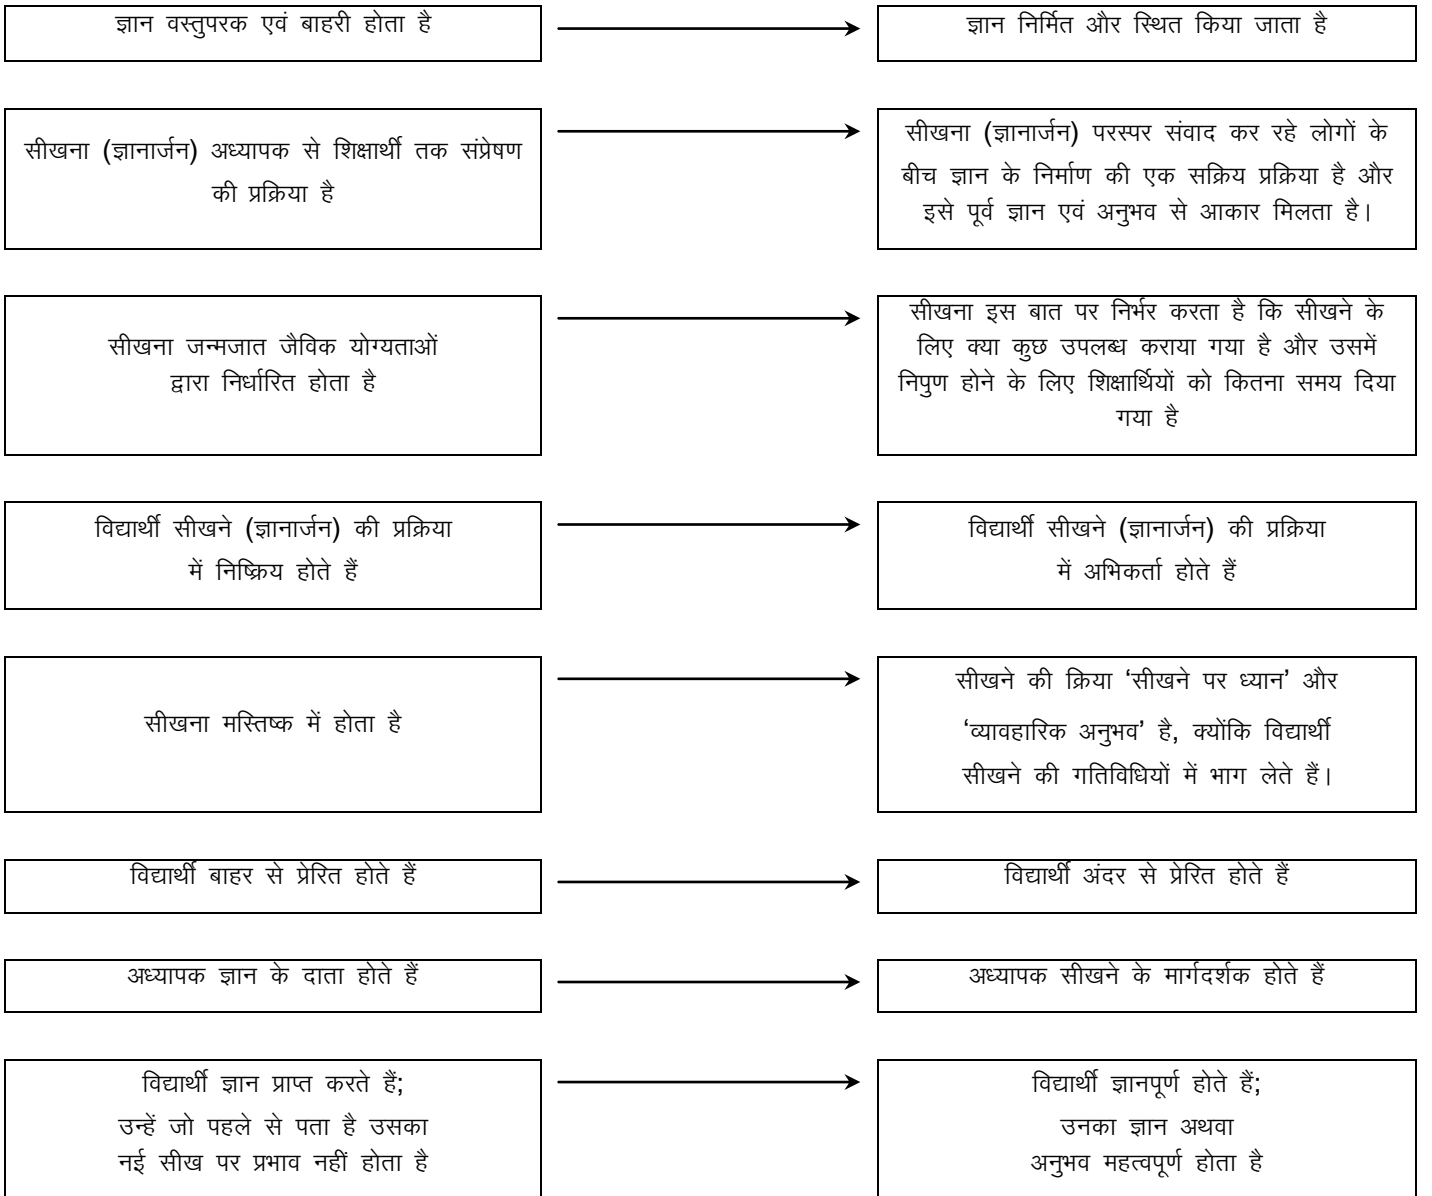 ज्ञान वस्तुपरक एवं बाहरी होता है
ज्ञान निर्मित और स्थित किया जाता है
सीखना (ज्ञानार्जन) अध्यापक से शिक्षार्थी तक संप्रेषण
की प्रक्रिया है
सीखना (ज्ञानार्जन) परस्पर संवाद कर रहे लोगों के
बीच ज्ञान के निर्माण की एक सक्रिय प्रक्रिया है और
इसे पूर्व ज्ञान एवं अनुभव से आकार मिलता है।
सीखना जन्मजात जैविक योग्यताओं
द्वारा निर्धारित होता है
सीखना इस बात पर निर्भर करता है कि सीखने के
लिए क्या कुछ उपलब्ध कराया गया है और उसमें
निपुण होने के लिए शिक्षार्थियों को कितना समय दिया
गया है
विद्यार्थी सीखने (ज्ञानार्जन) की प्रक्रिया
में निष्क्रिय होते हैं
विद्यार्थी सीखने (ज्ञानार्जन) की प्रक्रिया
में अभिकर्ता होते हैं
सीखना मस्तिष्क में होता है
सीखने की क्रिया ‘सीखने पर ध्यान’ और
‘व्यावहारिक अनुभव’ है, क्योंकि विद्यार्थी
सीखने की गतिविधियों में भाग लेते हैं।
विद्यार्थी बाहर से प्रेरित होते हैं
विद्यार्थी अंदर से प्रेरित होते हैं
अध्यापक ज्ञान के दाता होते हैं
अध्यापक सीखने के मार्गदर्शक होते हैं
विद्यार्थी ज्ञान प्राप्त करते हैं;
उन्हें जो पहले से पता है उसका
नई सीख पर प्रभाव नहीं होता है
विद्यार्थी ज्ञानपूर्ण होते हैं;
उनका ज्ञान अथवा
अनुभव महत्वपूर्ण होता है